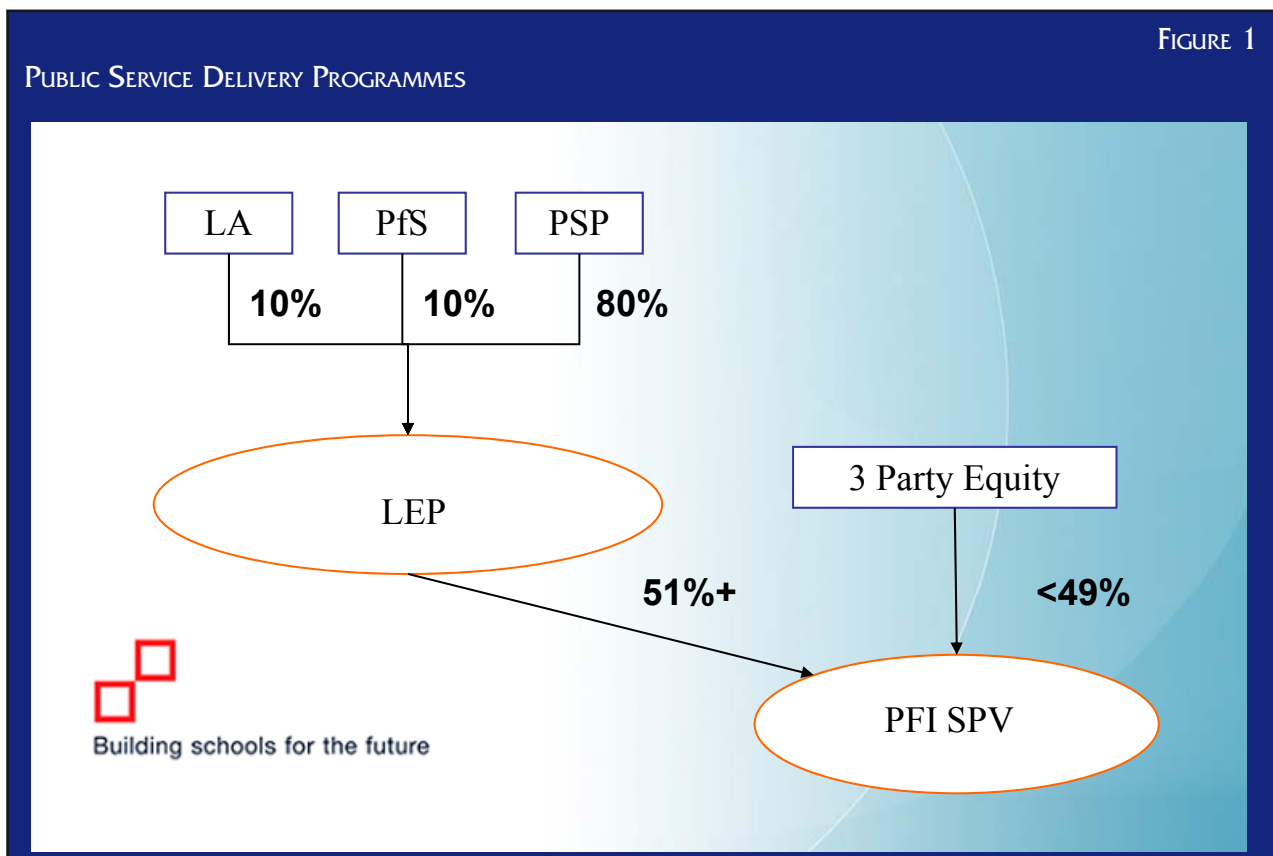 FIGURE 1
PUBLIC SERVICE DELIVERY PROGRAMMES
LA PfS PSP
10% 10% 80%
LEP
3 Party Equity
51%+ <49%
PFI SPV
Building schools for the future